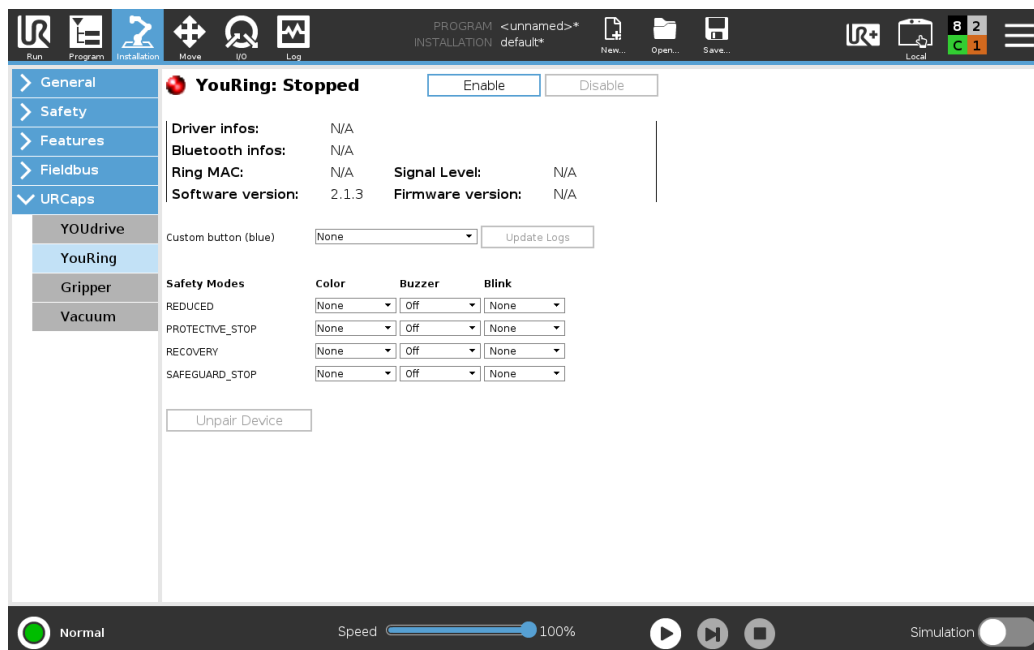 PROGRAM <unnamed>*
INSTALLATION default*
UR Run Program Installation Move I/O Log New... Open... Save... UR+ Local 8 2 C 1
General
Safety
Features
Fieldbus
URCaps
YOUdrive
YouRing
Gripper
Vacuum
YouRing: Stopped Enable Disable
Driver infos: N/A
Bluetooth infos: N/A
Ring MAC: N/A Signal Level: N/A
Software version: 2.1.3 Firmware version: N/A
Custom button (blue) None Update Logs
Safety Modes Color Buzzer Blink
REDUCED None Off None
PROTECTIVE_STOP None Off None
RECOVERY None Off None
SAFEGUARD_STOP None Off None
Unpair Device
Normal Speed 100% Simulation